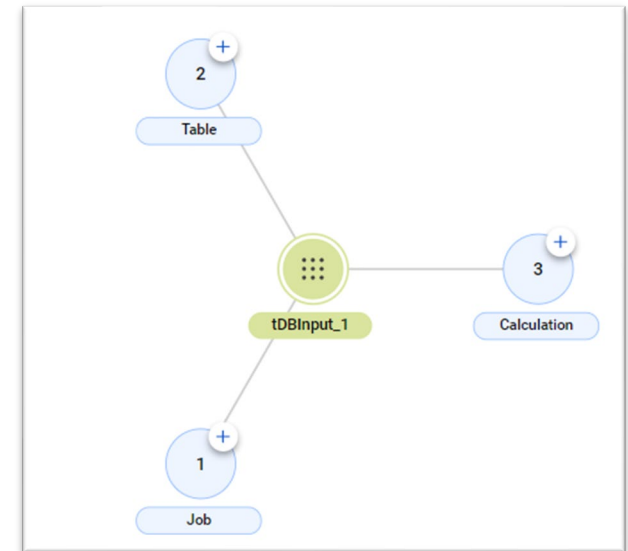 +
2
Table
+
3
tDBInput_1
Calculation
+
1
Job